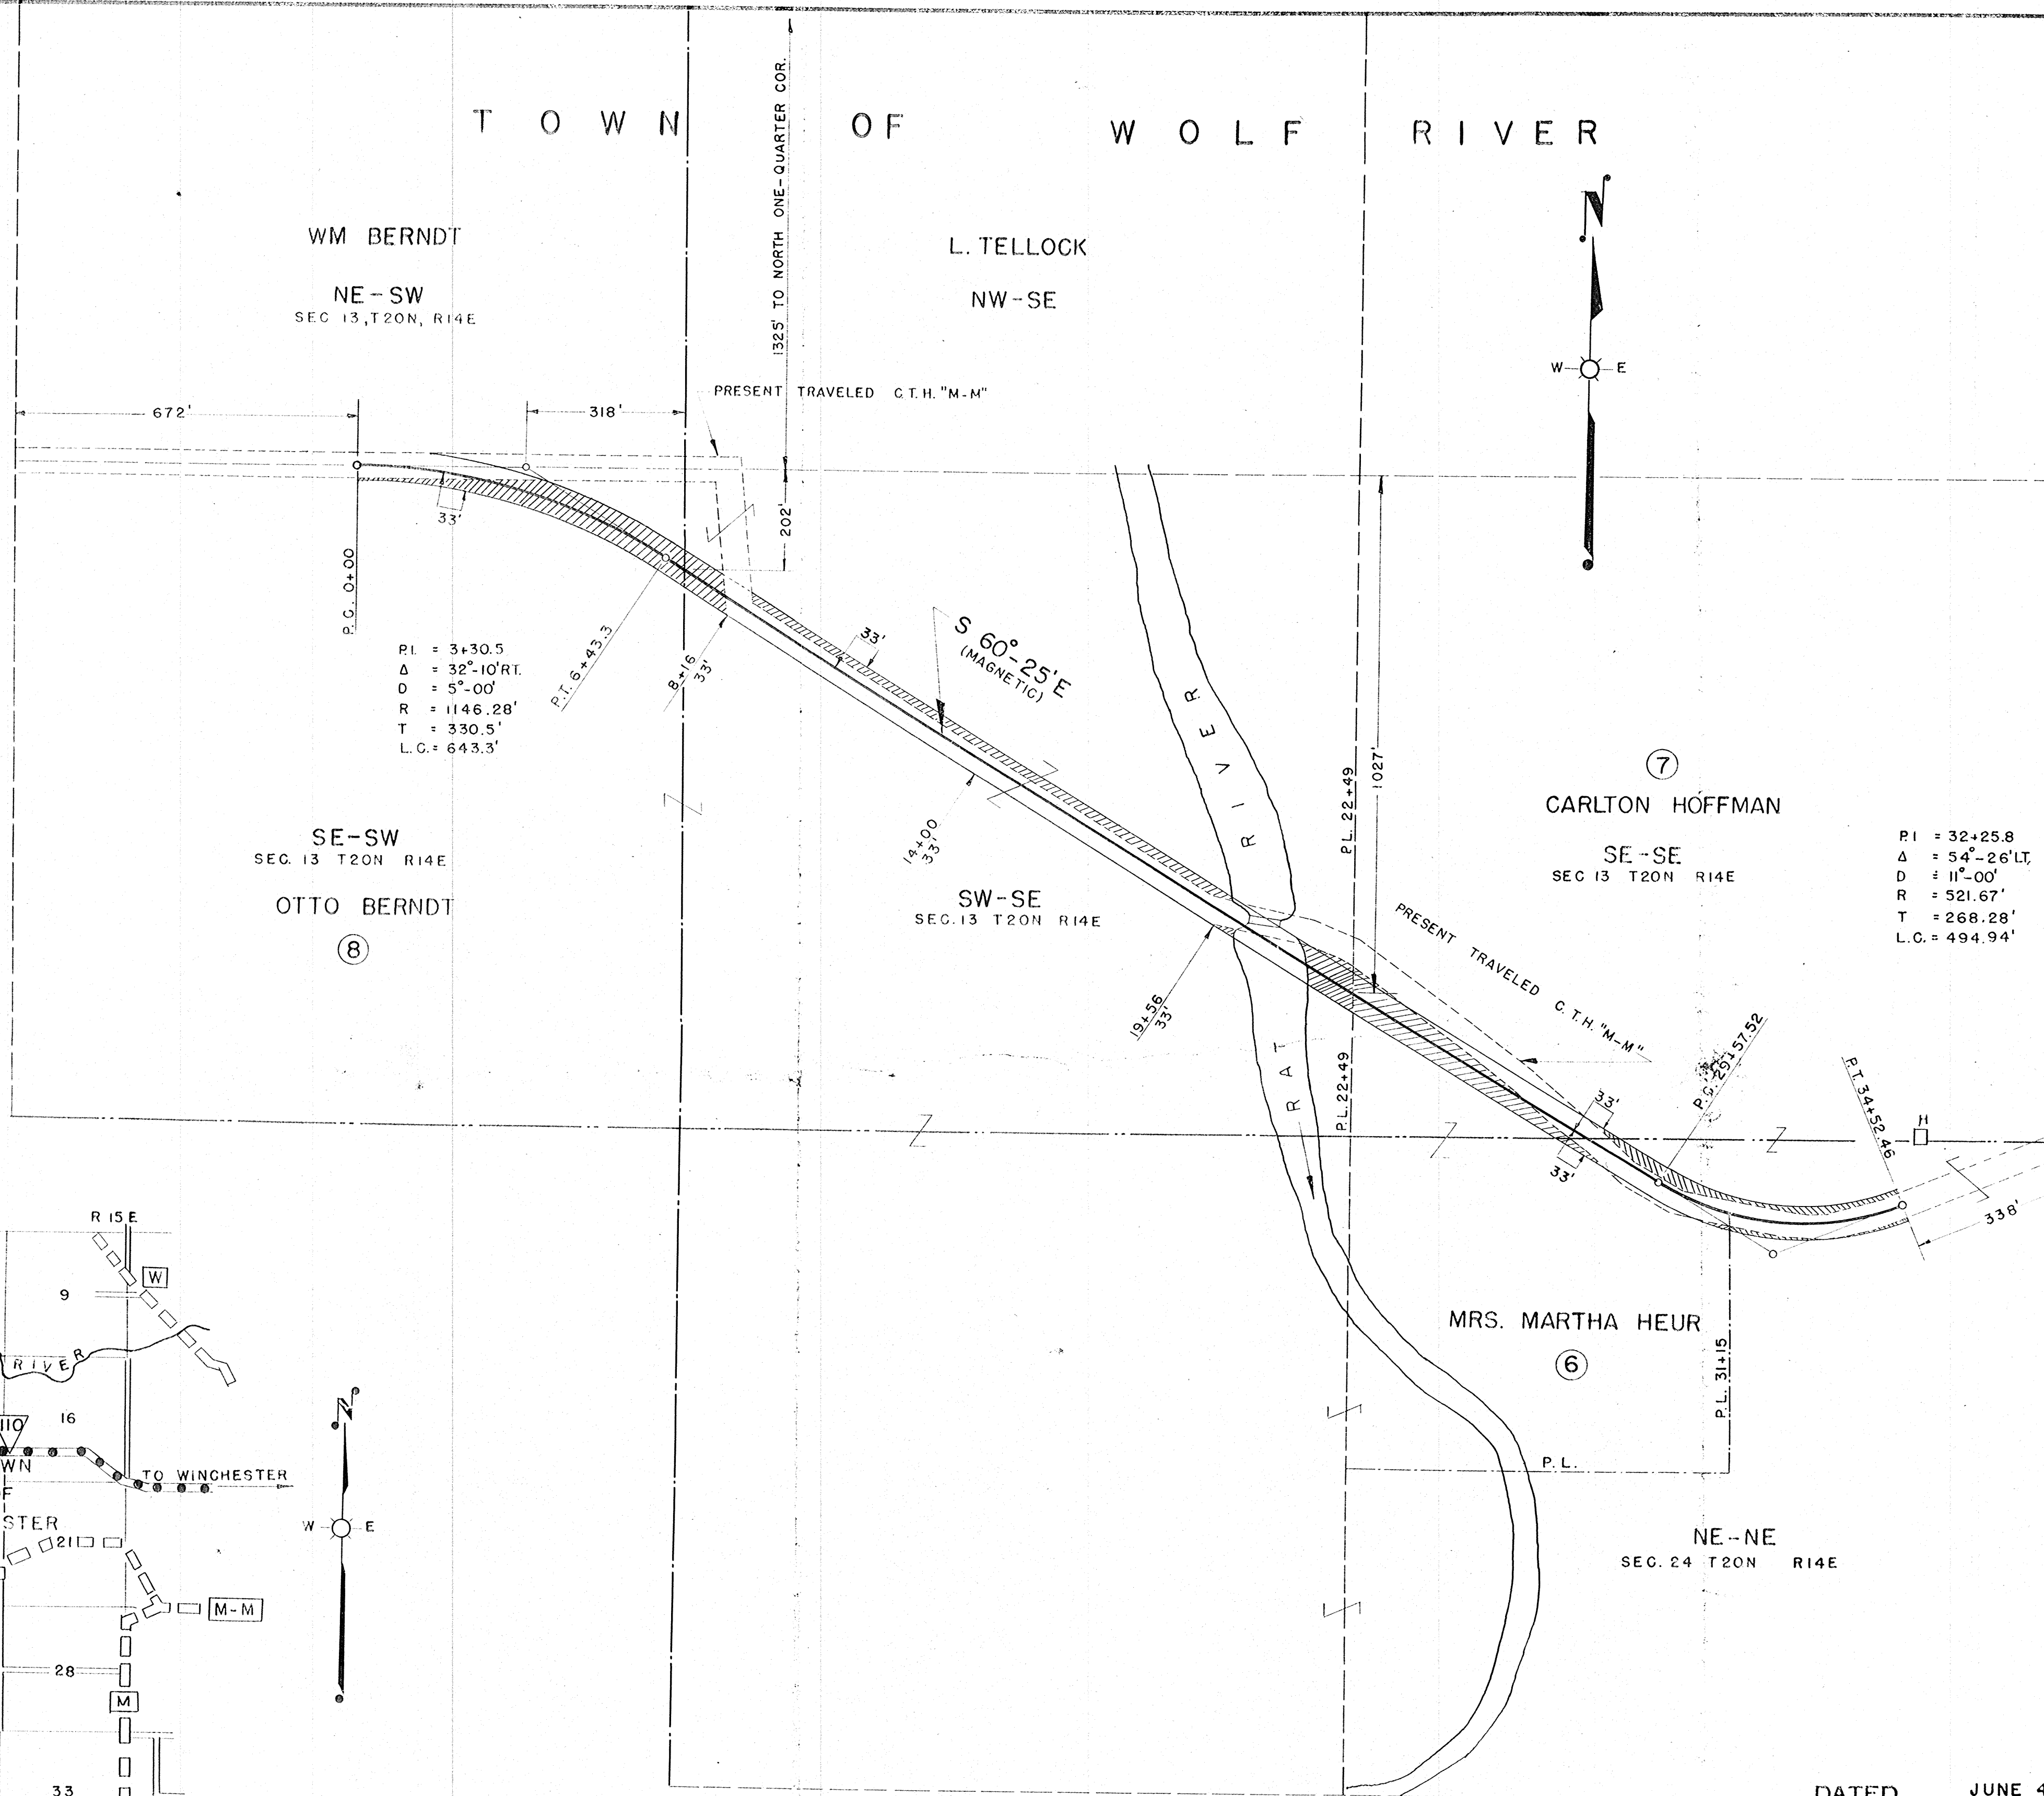 TOWN OF WOLF RIVER
1325' TO NORTH ONE-QUARTER COR.
WM BERNDT
NE-SW
SEC 13, T20N, R14E
L. TELLOCK
NW-SE
N
W E
672'
318'
PRESENT TRAVELED C.T.H. "M-M"
33'
202'
P.C. 0+00
P.I. = 3+30.5
Δ = 32°-10' RT.
D = 5°-00'
R = 1146.28'
T = 330.5'
L.C. = 643.3'
P.T. 6+43.3
8+16
33'
33'
S 60°-25' E
(MAGNETIC)
14+00
33'
RIVER
P.L. 22+49
1027'
7
CARLTON HOFFMAN
SE-SE
SEC 13 T20N R14E
P.I = 32+25.8
Δ = 54°-26' LT,
D = 11°-00'
R = 521.67'
T = 268.28'
L.C. = 494.94'
SE-SW
SEC. 13 T20N R14E
OTTO BERNDT
8
SW-SE
SEC. 13 T20N R14E
19+56
33'
PRESENT TRAVELED C.T.H. "M-M"
RAT
P.L. 22+49
33'
33'
P.C. 29+57.52
P.T. 34+52.46
H
338'
MRS. MARTHA HEUR
6
P.L. 31+15
P.L.
NE-NE
SEC. 24 T20N R14E
R 15 E
W
9
RIVER
16
110
WN
TO WINCHESTER
F
STER
21
M-M
28
M
33
N
W E
DATED JUNE 4